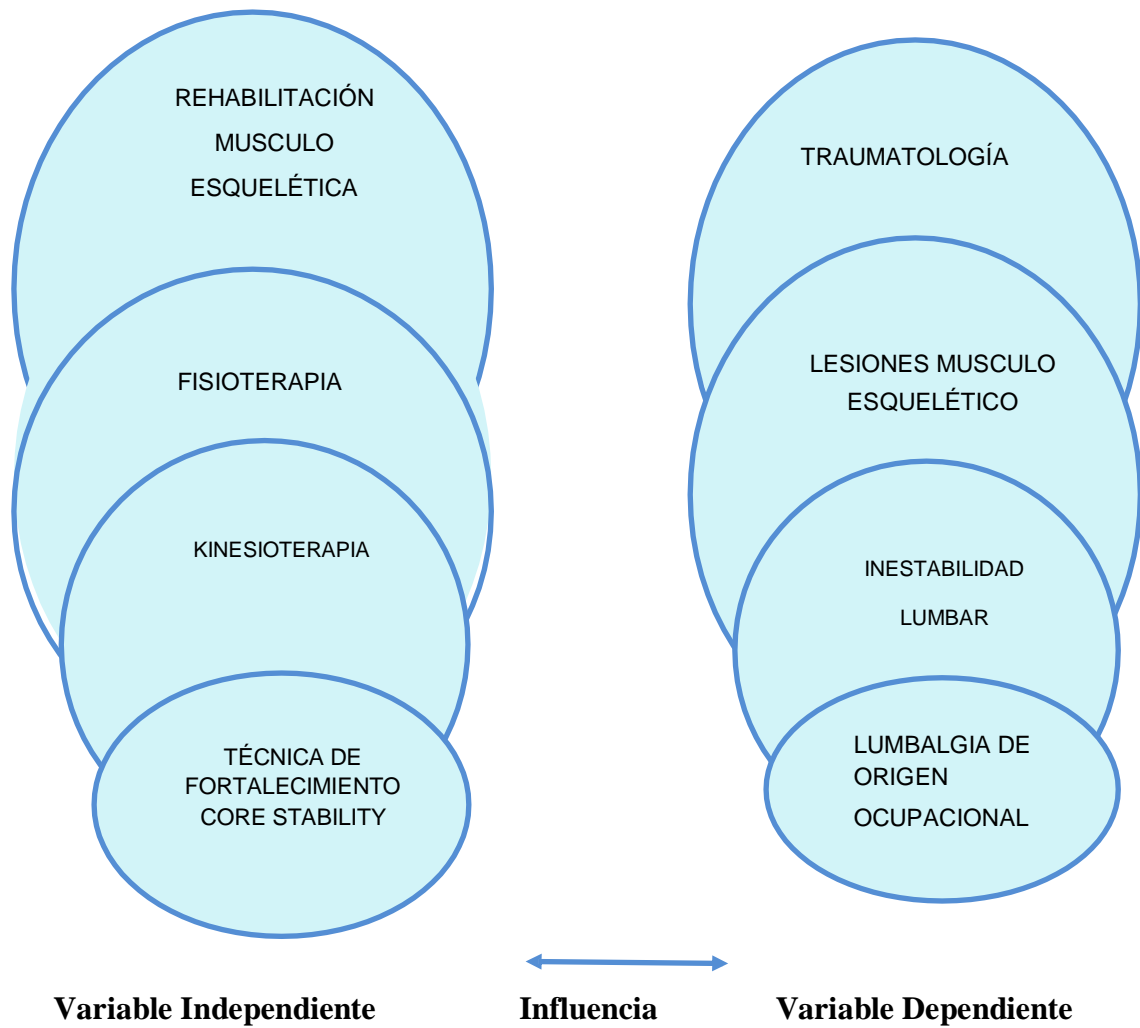 REHABILITACIÓN
MUSCULO
ESQUELÉTICA
FISIOTERAPIA
KINESIOTERAPIA
TÉCNICA DE
FORTALECIMIENTO
CORE STABILITY
TRAUMATOLOGÍA
LESIONES MUSCULO
ESQUELÉTICO
INESTABILIDAD
LUMBAR
LUMBALGIA DE
ORIGEN
OCUPACIONAL
Variable Independiente
Influencia
Variable Dependiente